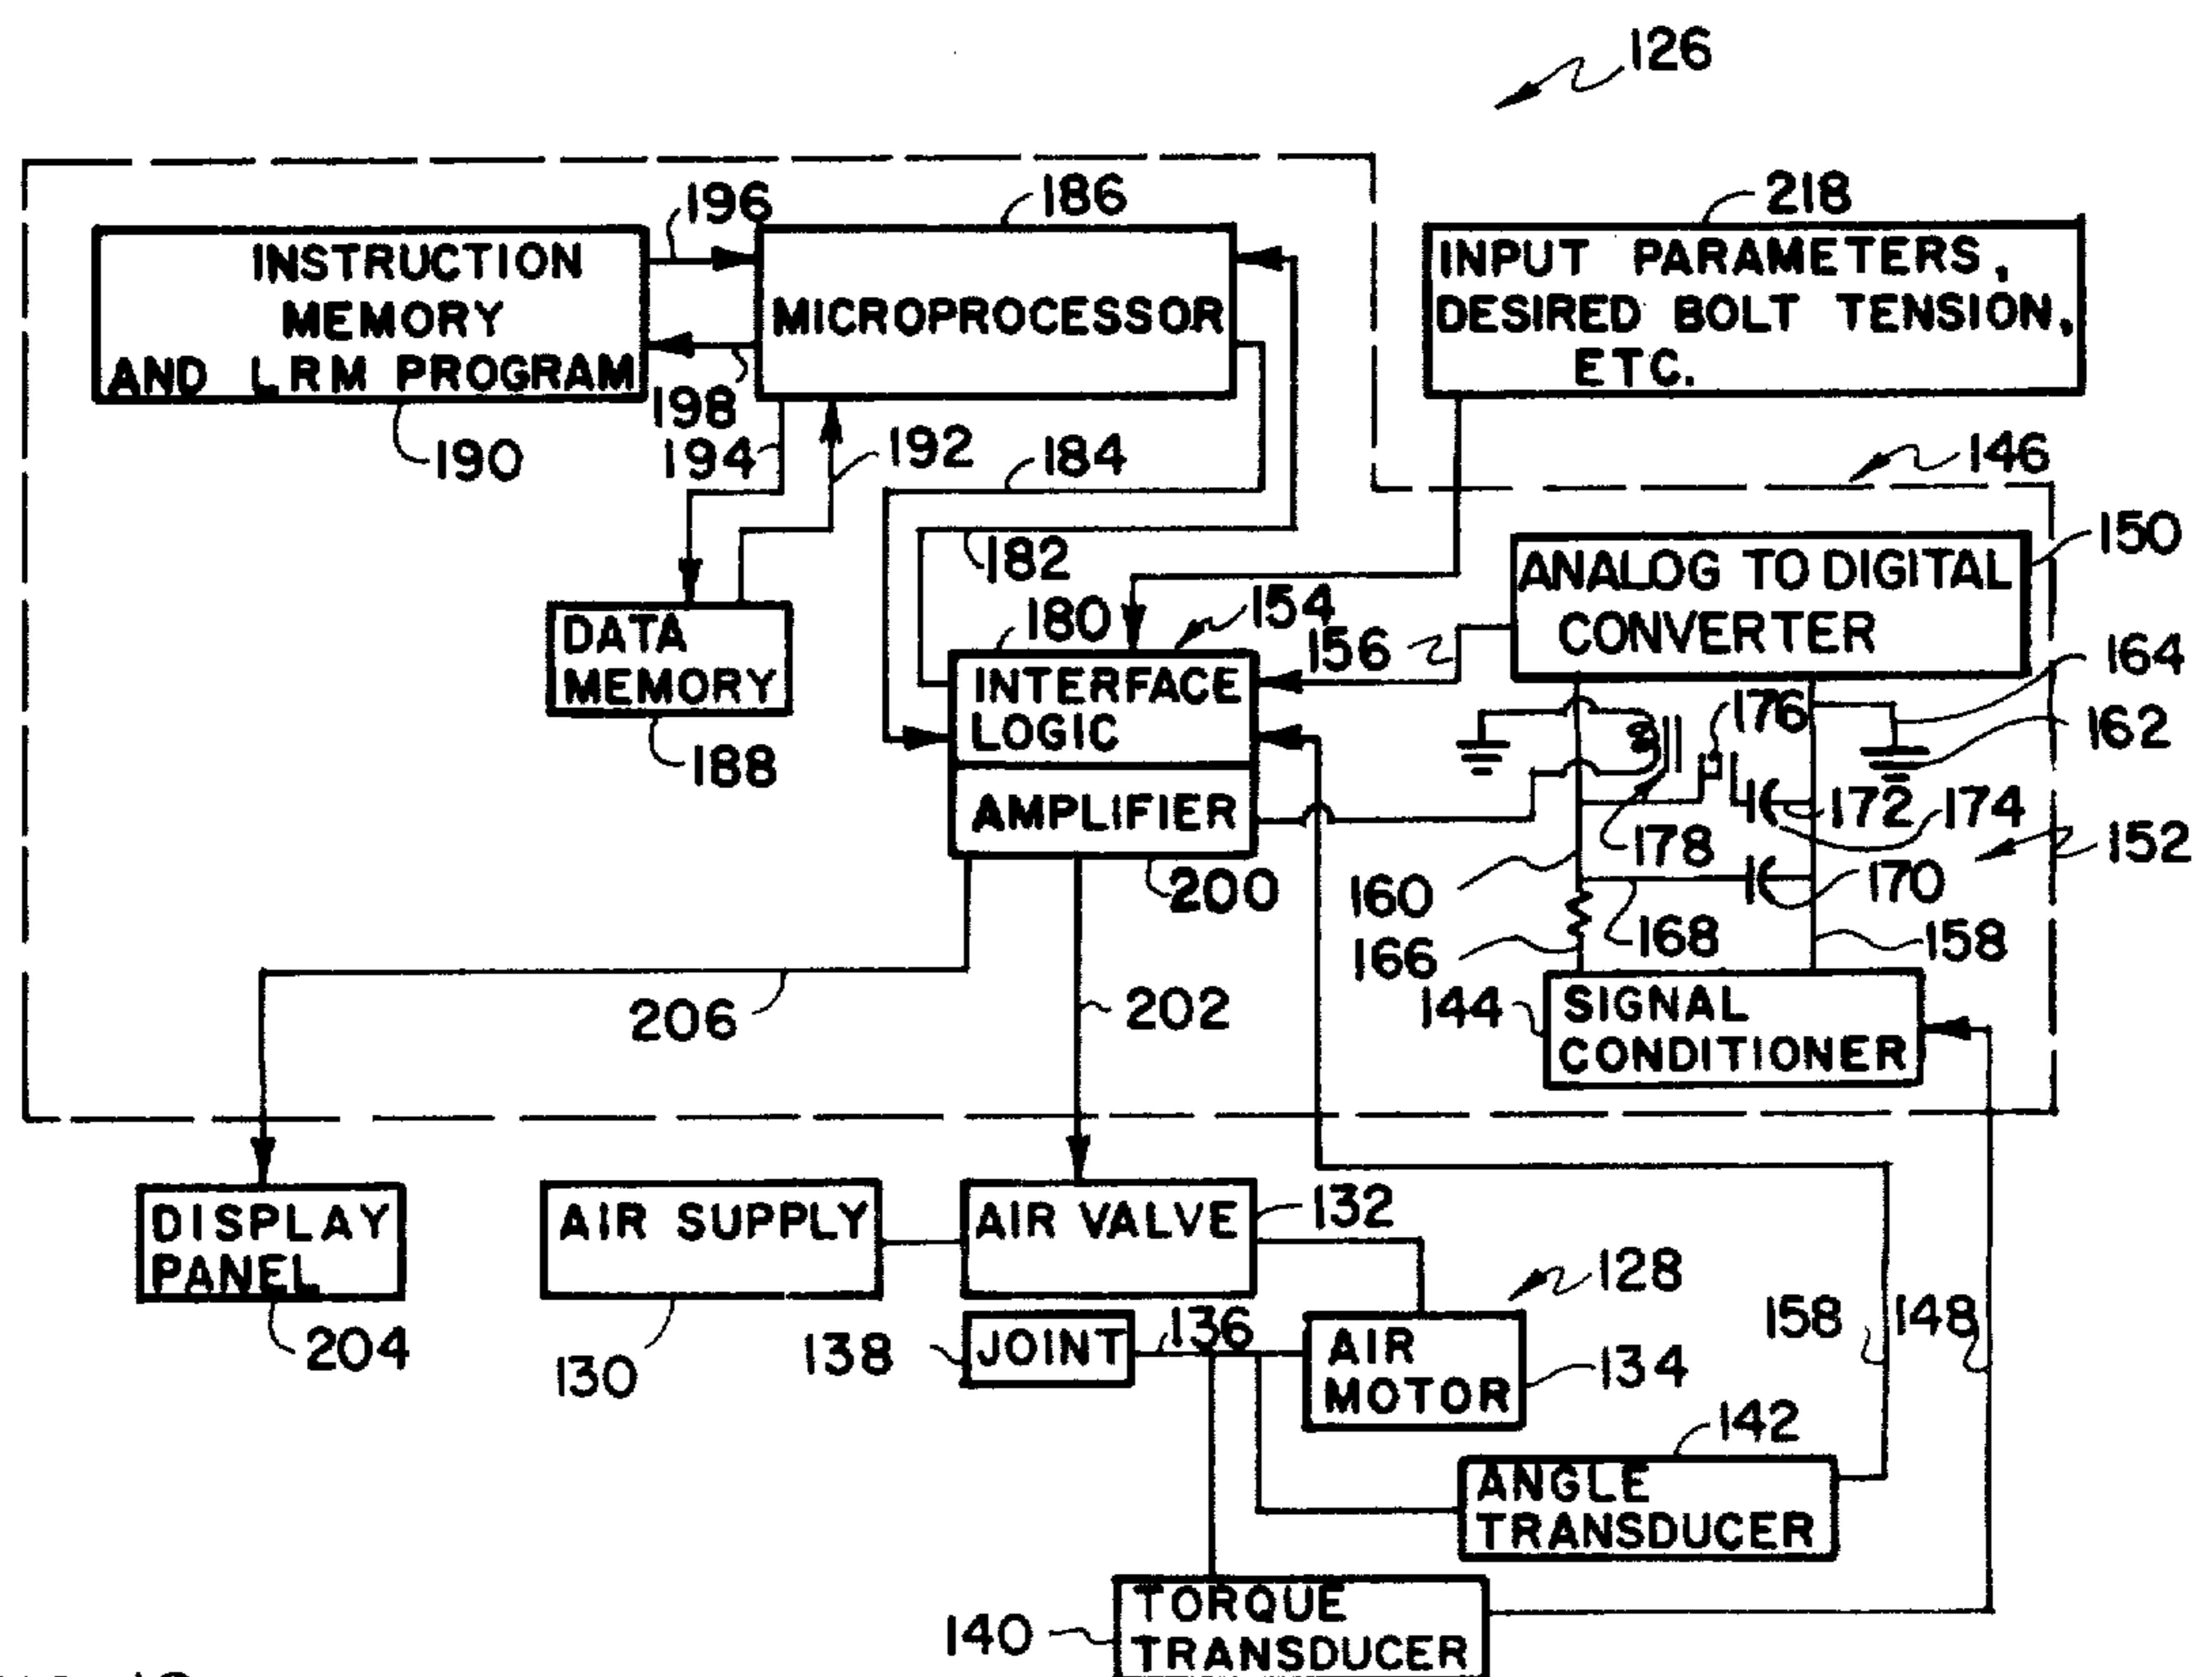 126
196
186
218
INSTRUCTION
MEMORY
AND LRM PROGRAM
MICROPROCESSOR
INPUT PARAMETERS,
DESIRED BOLT TENSION,
ETC.
198
190
194
192
184
146
182
150
ANALOG TO DIGITAL
CONVERTER
DATA
MEMORY
188
180
154
156
INTERFACE
LOGIC
AMPLIFIER
200
164
176
162
172
174
178
152
160
170
168
166
158
206
202
144
SIGNAL
CONDITIONER
DISPLAY
PANEL
204
AIR SUPPLY
130
AIR VALVE
132
128
138
JOINT
136
AIR
MOTOR
134
158
148
142
ANGLE
TRANSDUCER
140
TORQUE
TRANSDUCER